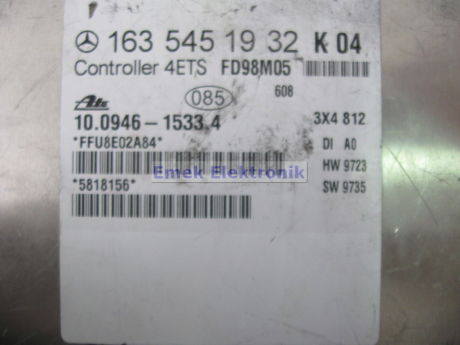 163 545 19 32 K 04
Controller 4ETS FD98M05
085 608
Ate
10.0946-1533.4 3X4 812
*FFU8E02A84* DI A0
HW 9723
*5818156* SW 9735
Emek Elektronik